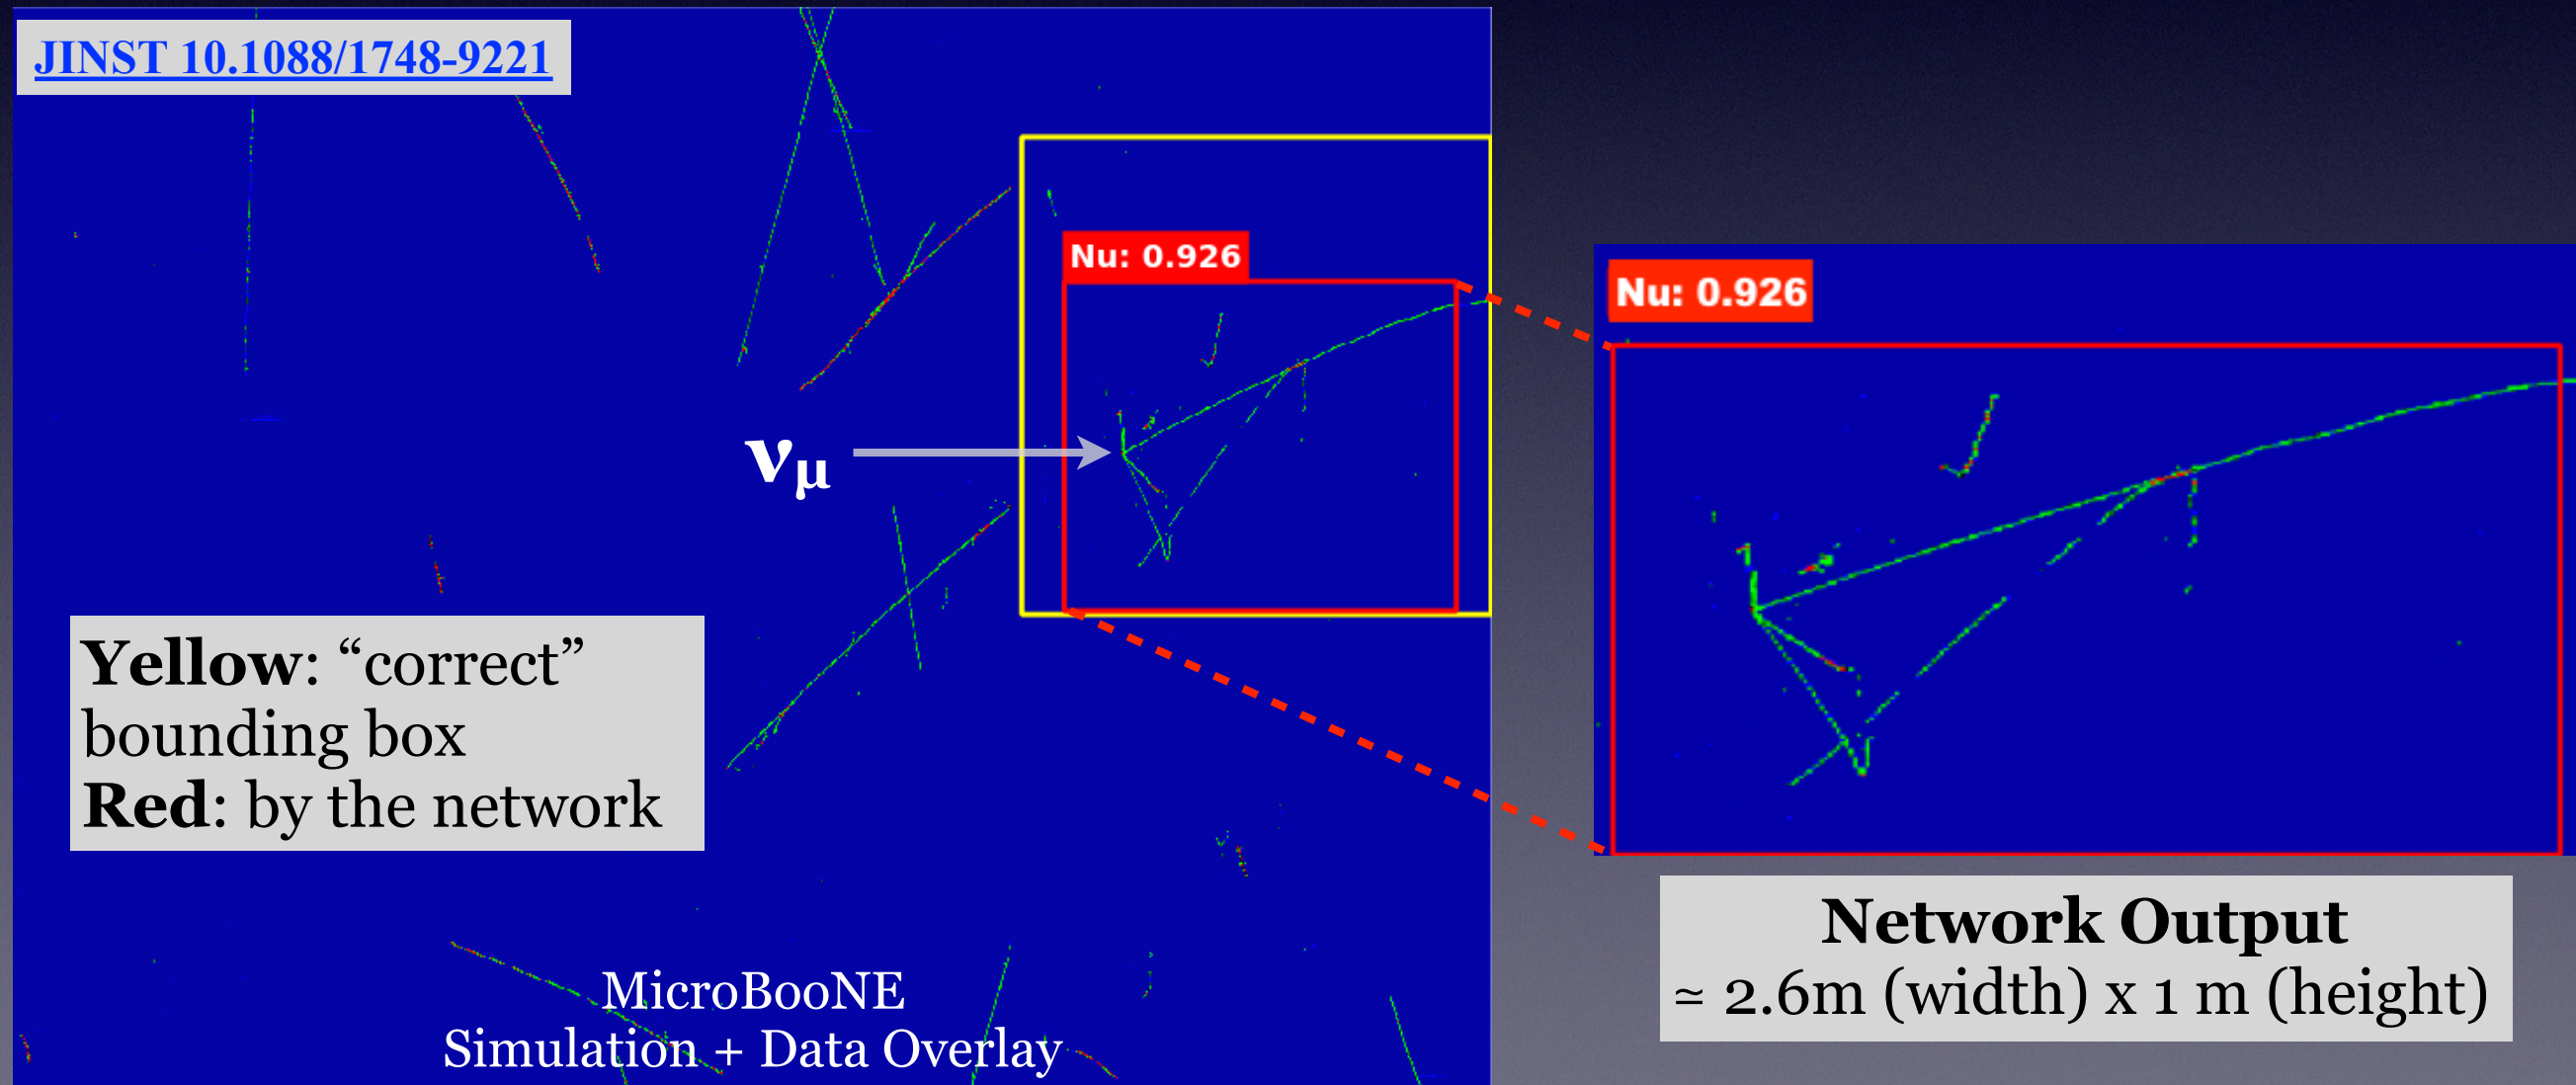 JINST 10.1088/1748-9221
Nu: 0.926
Nu: 0.926
νμ
Yellow: “correct”
bounding box
Red: by the network
Network Output
≃ 2.6m (width) x 1 m (height)
MicroBooNE
Simulation + Data Overlay